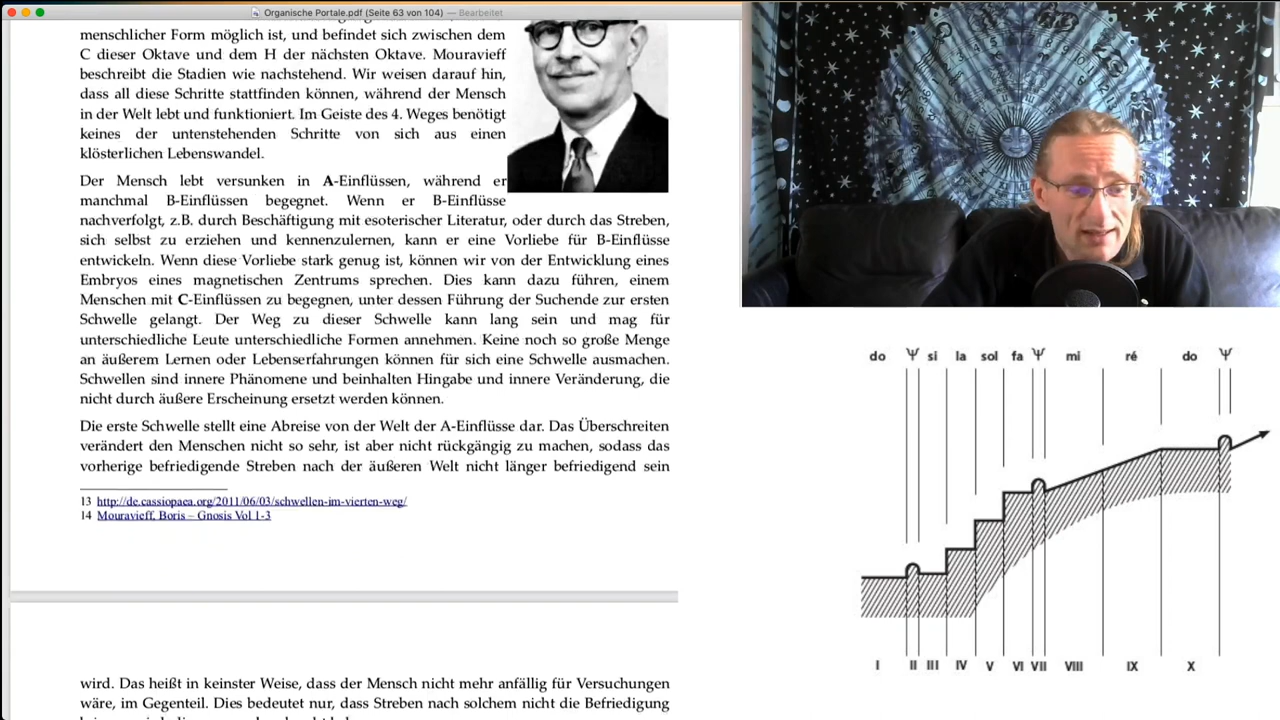 Organische Portale.pdf (Seite 63 von 104) — Bearbeitet
menschlicher Form möglich ist, und befindet sich zwischen dem
C dieser Oktave und dem H der nächsten Oktave. Mouravieff
beschreibt die Stadien wie nachstehend. Wir weisen darauf hin,
dass all diese Schritte stattfinden können, während der Mensch
in der Welt lebt und funktioniert. Im Geiste des 4. Weges benötigt
keines der untenstehenden Schritte von sich aus einen
klösterlichen Lebenswandel.
Der Mensch lebt versunken in A-Einflüssen, während er
manchmal B-Einflüssen begegnet. Wenn er B-Einflüsse
nachverfolgt, z.B. durch Beschäftigung mit esoterischer Literatur, oder durch das Streben,
sich selbst zu erziehen und kennenzulernen, kann er eine Vorliebe für B-Einflüsse
entwickeln. Wenn diese Vorliebe stark genug ist, können wir von der Entwicklung eines
Embryos eines magnetischen Zentrums sprechen. Dies kann dazu führen, einem
Menschen mit C-Einflüssen zu begegnen, unter dessen Führung der Suchende zur ersten
Schwelle gelangt. Der Weg zu dieser Schwelle kann lang sein und mag für
unterschiedliche Leute unterschiedliche Formen annehmen. Keine noch so große Menge
an äußerem Lernen oder Lebenserfahrungen können für sich eine Schwelle ausmachen.
Schwellen sind innere Phänomene und beinhalten Hingabe und innere Veränderung, die
nicht durch äußere Erscheinung ersetzt werden können.
Die erste Schwelle stellt eine Abreise von der Welt der A-Einflüsse dar. Das Überschreiten
verändert den Menschen nicht so sehr, ist aber nicht rückgängig zu machen, sodass das
vorherige befriedigende Streben nach der äußeren Welt nicht länger befriedigend sein
13 http://de.cassiopaea.org/2011/06/03/schwellen-im-vierten-weg/
14 Mouravieff, Boris – Gnosis Vol 1-3
wird. Das heißt in keinster Weise, dass der Mensch nicht mehr anfällig für Versuchungen
wäre, im Gegenteil. Dies bedeutet nur, dass Streben nach solchem nicht die Befriedigung
do Ψ si la sol fa Ψ mi ré do Ψ
I II III IV V VI VII VIII IX X